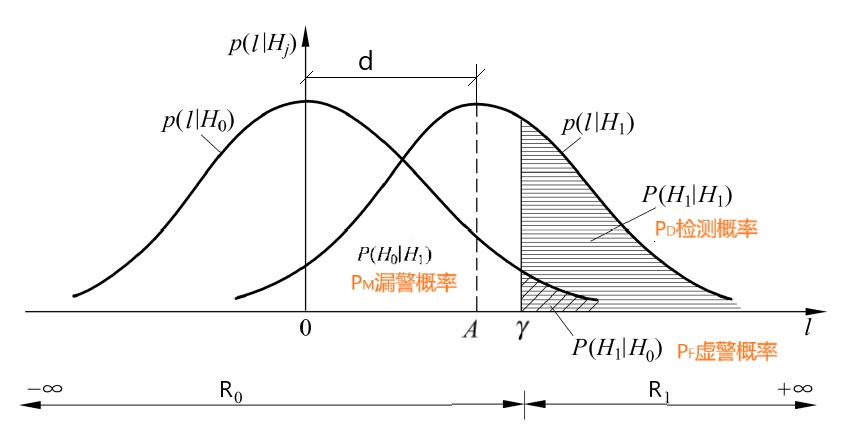 p(l|Hj)
d
p(l|H0)
p(l|H1)
P(H1|H1)
PD检测概率
P(H0|H1)
PM漏警概率
0
A
γ
l
P(H1|H0)
PF虚警概率
−∞
R0
R1
+∞